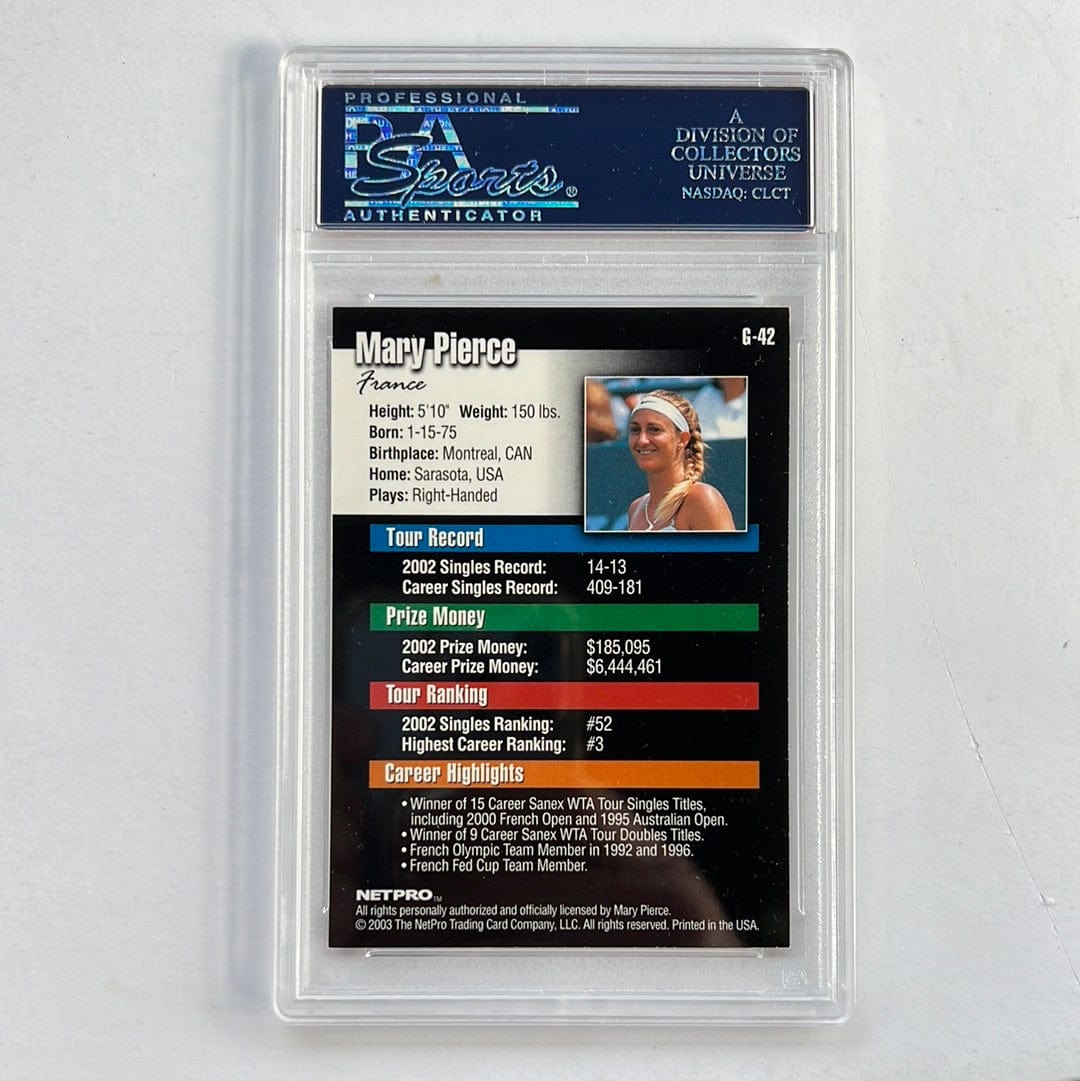 PROFESSIONAL
PSA
Sports®
AUTHENTICATOR
A
DIVISION OF
COLLECTORS
UNIVERSE
NASDAQ: CLCT
Mary Pierce
G-42
France
Height: 5'10" Weight: 150 lbs.
Born: 1-15-75
Birthplace: Montreal, CAN
Home: Sarasota, USA
Plays: Right-Handed
Tour Record
2002 Singles Record: 14-13
Career Singles Record: 409-181
Prize Money
2002 Prize Money: $185,095
Career Prize Money: $6,444,461
Tour Ranking
2002 Singles Ranking: #52
Highest Career Ranking: #3
Career Highlights
• Winner of 15 Career Sanex WTA Tour Singles Titles,
including 2000 French Open and 1995 Australian Open.
• Winner of 9 Career Sanex WTA Tour Doubles Titles.
• French Olympic Team Member in 1992 and 1996.
• French Fed Cup Team Member.
NETPRO™
All rights personally authorized and officially licensed by Mary Pierce.
© 2003 The NetPro Trading Card Company, LLC. All rights reserved. Printed in the USA.